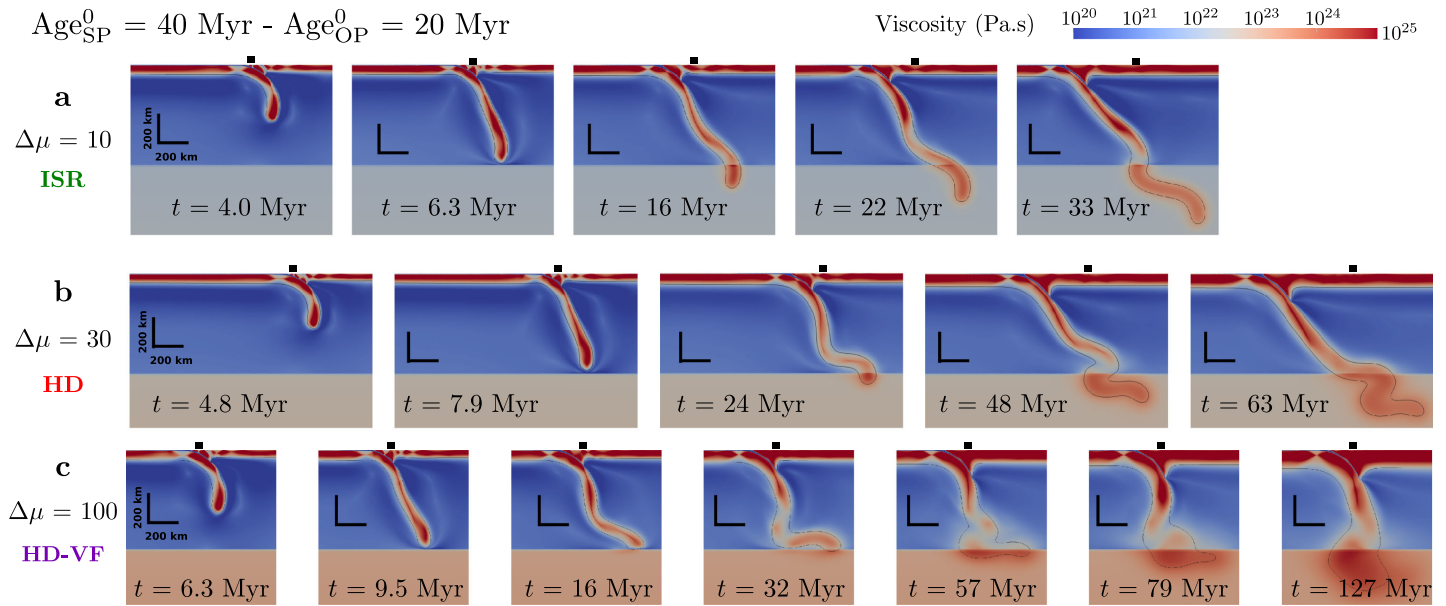 Age⁰_SP = 40 Myr - Age⁰_OP = 20 Myr
Viscosity (Pa.s)
10²⁰ 10²¹ 10²² 10²³ 10²⁴ 10²⁵
a
Δμ = 10
ISR
200 km
200 km
t = 4.0 Myr
t = 6.3 Myr
t = 16 Myr
t = 22 Myr
t = 33 Myr
b
Δμ = 30
HD
200 km
200 km
t = 4.8 Myr
t = 7.9 Myr
t = 24 Myr
t = 48 Myr
t = 63 Myr
c
Δμ = 100
HD-VF
200 km
200 km
t = 6.3 Myr
t = 9.5 Myr
t = 16 Myr
t = 32 Myr
t = 57 Myr
t = 79 Myr
t = 127 Myr